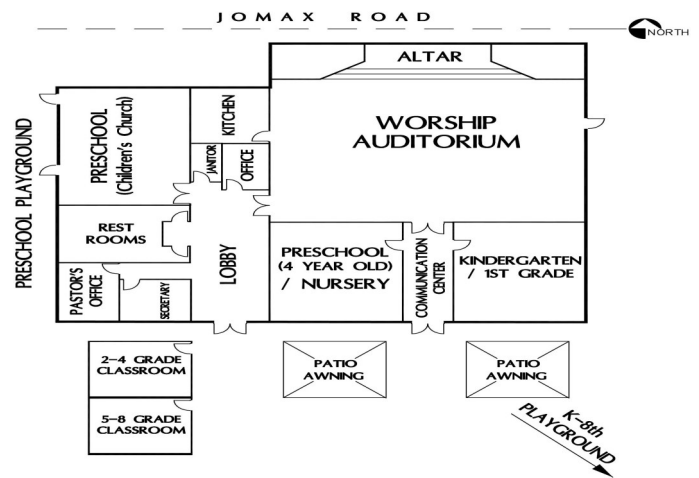 JOMAX ROAD
NORTH
ALTAR
WORSHIP
AUDITORIUM
KITCHEN
PRESCHOOL
(Children's Church)
JANITOR
OFFICE
PRESCHOOL PLAYGROUND
REST
ROOMS
LOBBY
PRESCHOOL
(4 YEAR OLD)
/ NURSERY
COMMUNICATION
CENTER
KINDERGARTEN
/ 1ST GRADE
PASTOR'S
OFFICE
SECRETARY
2-4 GRADE
CLASSROOM
PATIO
AWNING
PATIO
AWNING
5-8 GRADE
CLASSROOM
K-8th
PLAYGROUND